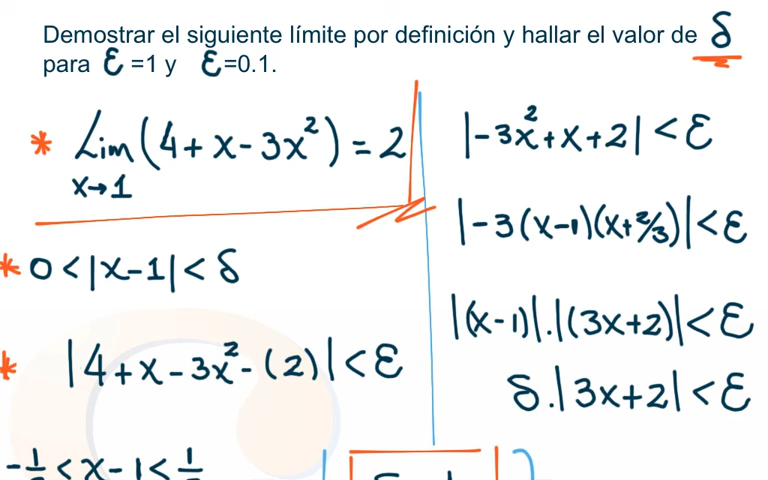 Demostrar el siguiente límite por definición y hallar el valor de δ
para ε =1 y ε=0.1.
* Lim (4+x-3x²) = 2
x→1
* 0<|x-1|<δ
* |4+x-3x²-(2)|<ε
|-3x²+x+2|<ε
|-3(x-1)(x+2/3)|<ε
|(x-1)|.|(3x+2)|<ε
δ.|3x+2|<ε